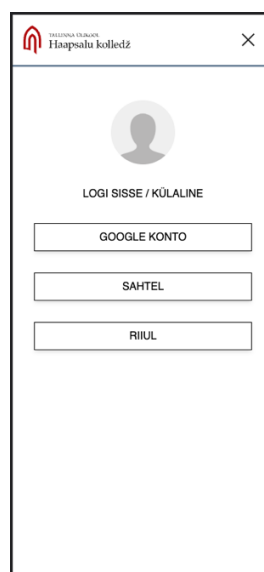 TALLINNA ÜLIKOOL
Haapsalu kolledž
LOGI SISSE / KÜLALINE
GOOGLE KONTO
SAHTEL
RIIUL